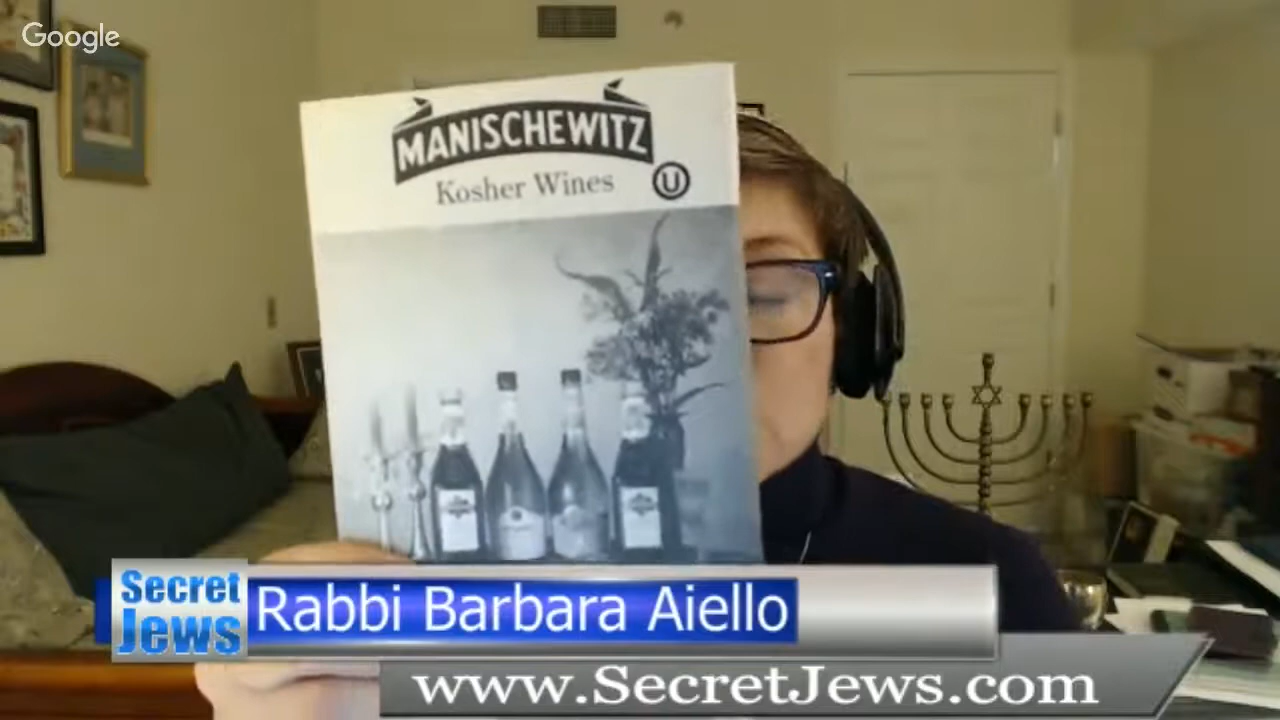 Google
MANISCHEWITZ
Kosher Wines
U
Secret
Jews
Rabbi Barbara Aiello
www.SecretJews.com